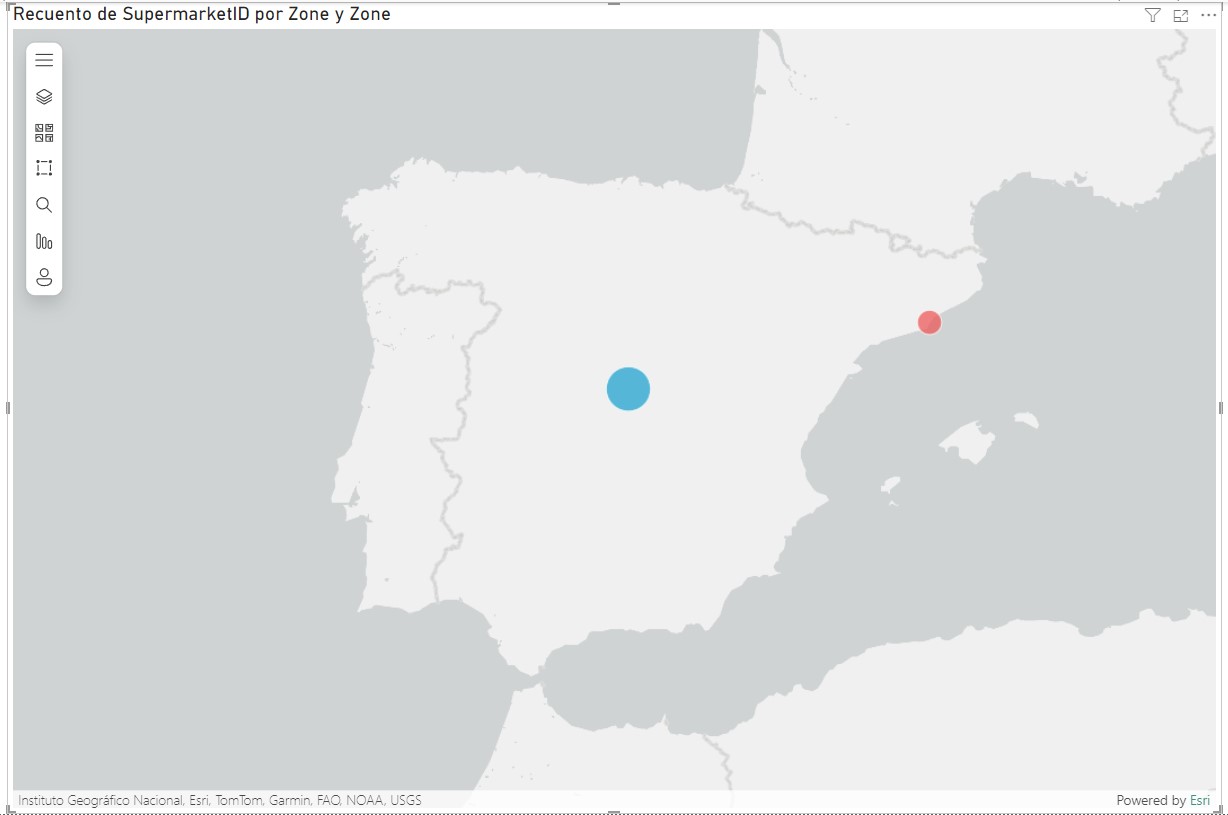 Recuento de SupermarketID por Zone y Zone
Instituto Geográfico Nacional, Esri, TomTom, Garmin, FAO, NOAA, USGS
Powered by Esri